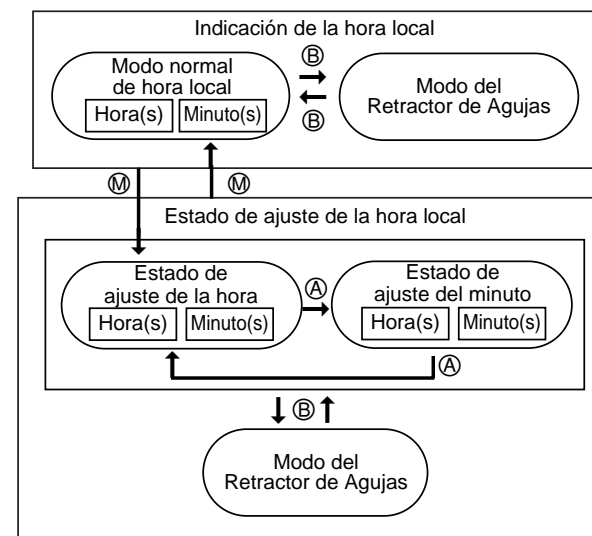 Indicación de la hora local
Modo normal
de hora local
Hora(s) Minuto(s)
Ⓑ
Ⓑ
Modo del
Retractor de Agujas
Ⓜ Ⓜ
Estado de ajuste de la hora local
Estado de
ajuste de la hora
Hora(s) Minuto(s)
Ⓐ
Estado de
ajuste del minuto
Hora(s) Minuto(s)
Ⓐ
Ⓑ
Modo del
Retractor de Agujas